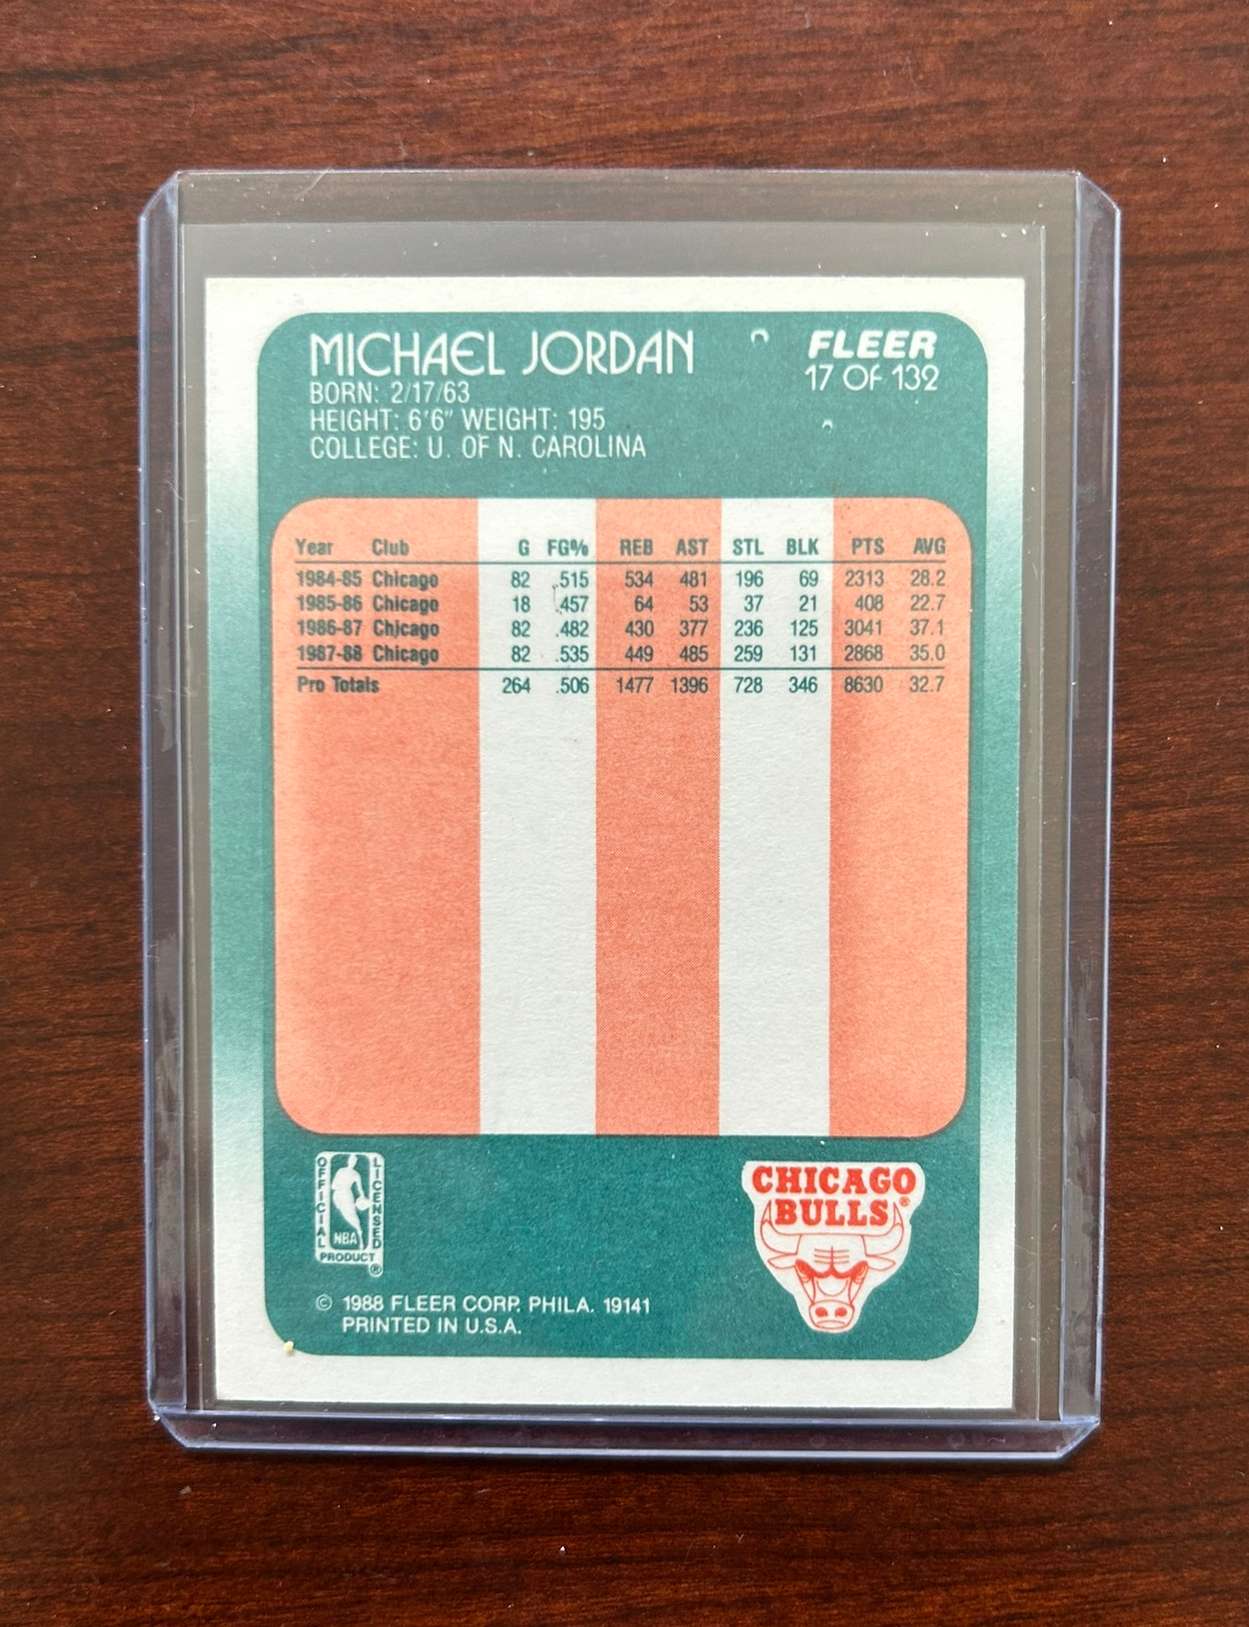 MICHAEL JORDAN
FLEER
17 OF 132
BORN: 2/17/63
HEIGHT: 6'6" WEIGHT: 195
COLLEGE: U. OF N. CAROLINA
Year Club G FG% REB AST STL BLK PTS AVG
1984-85 Chicago 82 .515 534 481 196 69 2313 28.2
1985-86 Chicago 18 .457 64 53 37 21 408 22.7
1986-87 Chicago 82 .482 430 377 236 125 3041 37.1
1987-88 Chicago 82 .535 449 485 259 131 2868 35.0
Pro Totals 264 .506 1477 1396 728 346 8630 32.7
OFFICIAL
LICENSED
NBA
PRODUCT
®
CHICAGO
BULLS®
© 1988 FLEER CORP. PHILA. 19141
PRINTED IN U.S.A.